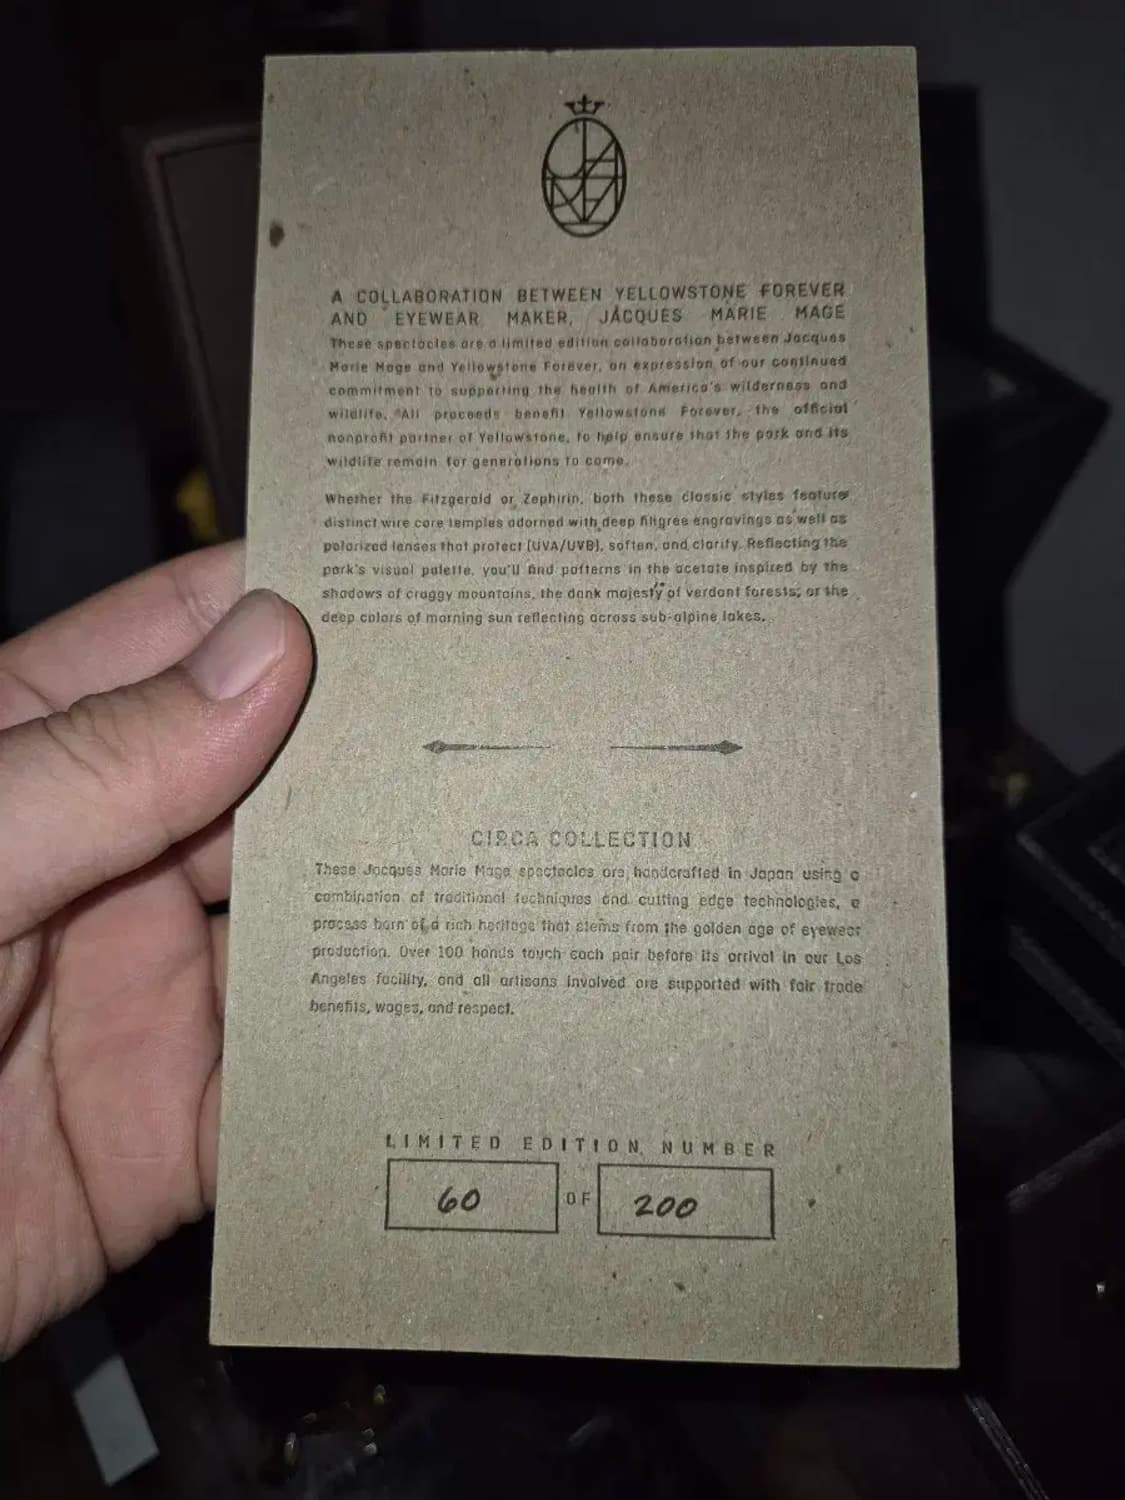 A COLLABORATION BETWEEN YELLOWSTONE FOREVER
AND EYEWEAR MAKER, JACQUES MARIE MAGE
These spectacles are a limited edition collaboration between Jacques
Marie Mage and Yellowstone Forever, an expression of our continued
commitment to supporting the health of America's wilderness and
wildlife. All proceeds benefit Yellowstone Forever, the official
nonprofit partner of Yellowstone, to help ensure that the park and its
wildlife remain for generations to come.
Whether the Fitzgerald or Zephirin, both these classic styles feature
distinct wire core temples adorned with deep filigree engravings as well as
polarized lenses that protect (UVA/UVB), soften, and clarify. Reflecting the
park's visual palette, you'll find patterns in the acetate inspired by the
shadows of craggy mountains, the dank majesty of verdant forests; or the
deep colors of morning sun reflecting across sub-alpine lakes.
CIRCA COLLECTION
These Jacques Marie Mage spectacles are handcrafted in Japan using a
combination of traditional techniques and cutting edge technologies, a
process born of a rich heritage that stems from the golden age of eyewear
production. Over 100 hands touch each pair before its arrival in our Los
Angeles facility, and all artisans involved are supported with fair trade
benefits, wages, and respect.
LIMITED EDITION NUMBER
60 OF 200